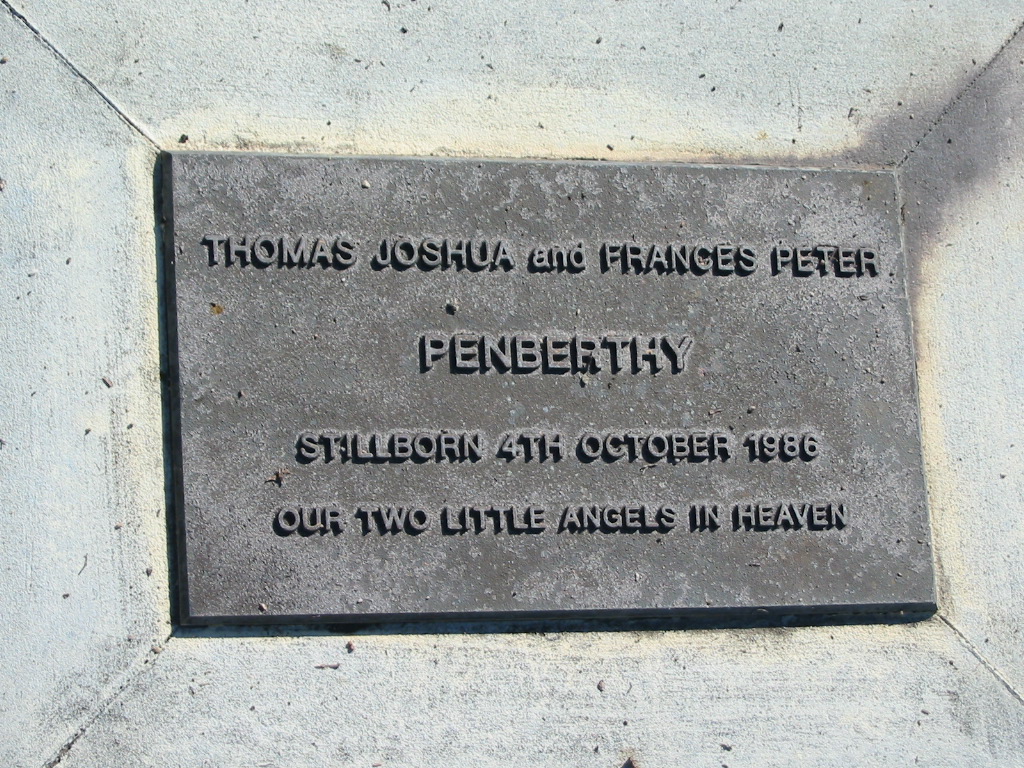 THOMAS JOSHUA and FRANCES PETER
PENBERTHY
STILLBORN 4TH OCTOBER 1986
OUR TWO LITTLE ANGELS IN HEAVEN